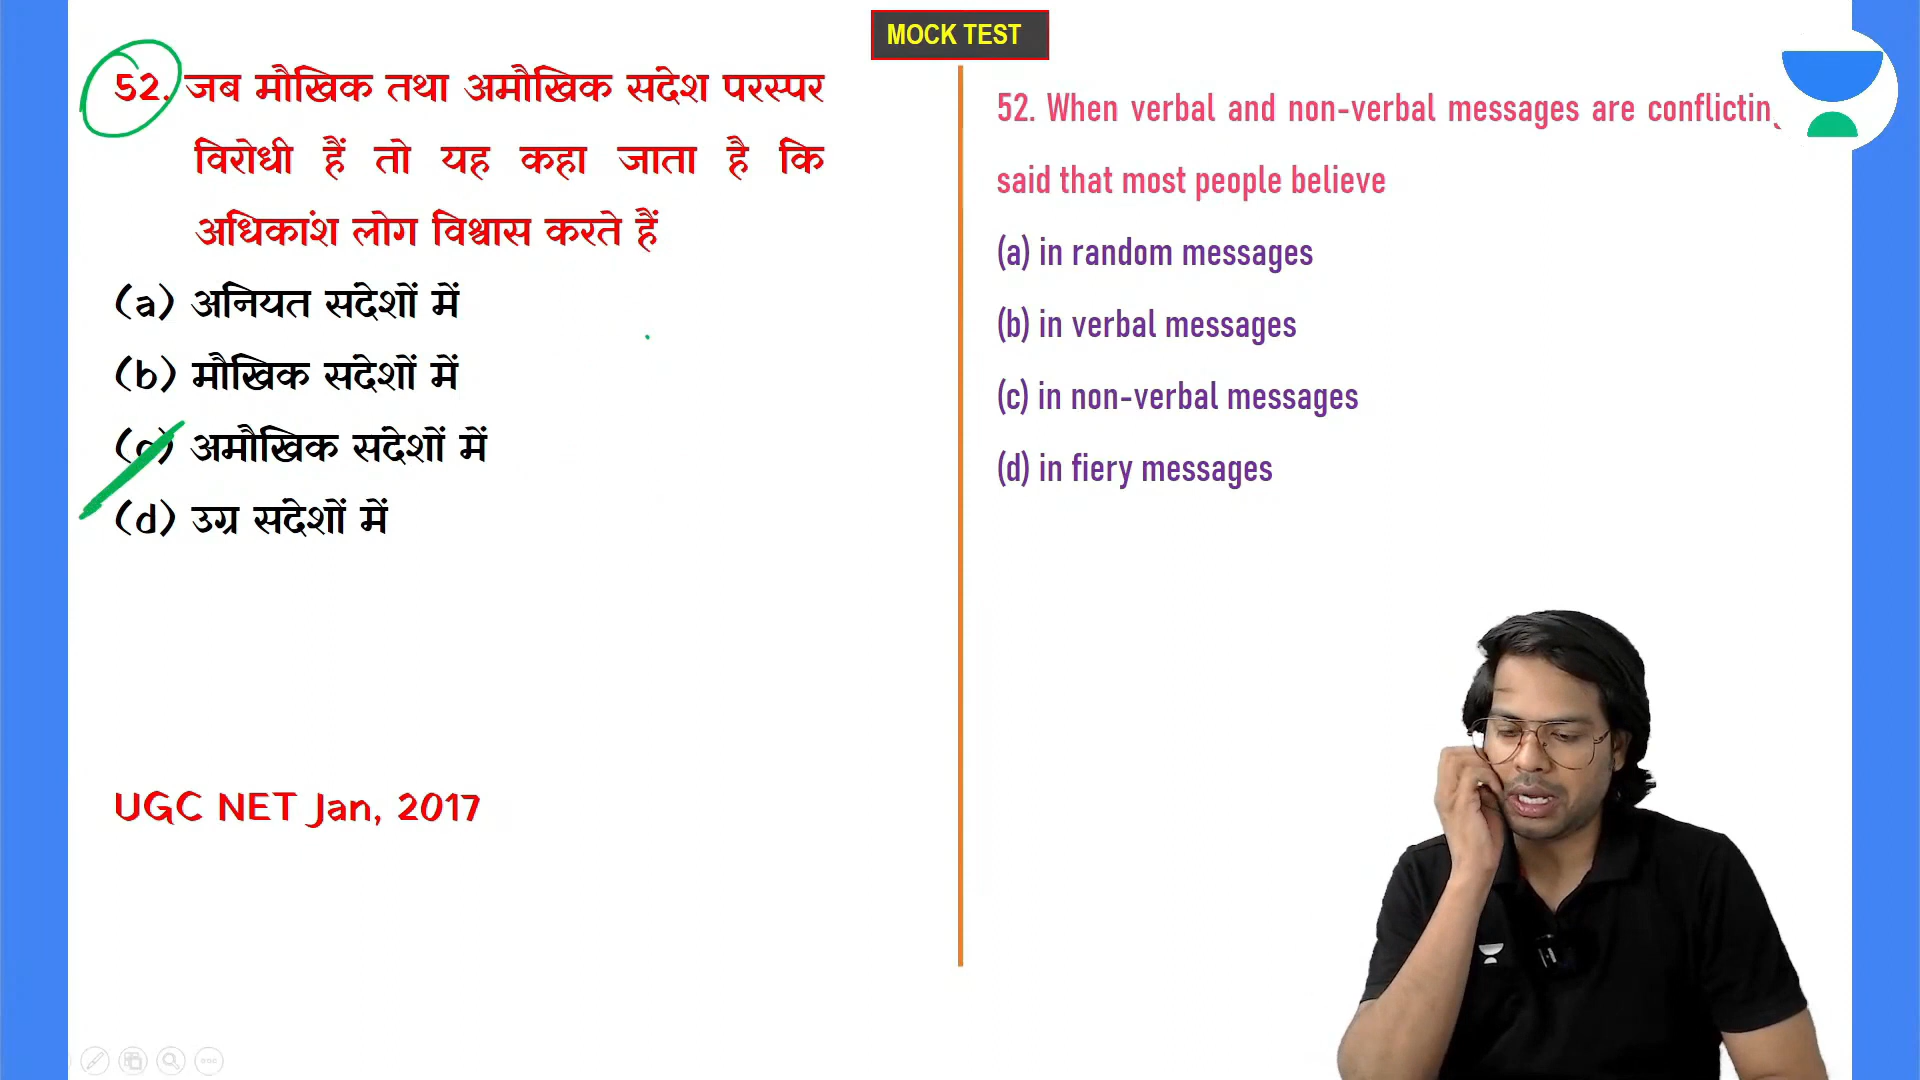 MOCK TEST
52. जब मौखिक तथा अमौखिक संदेश परस्पर
विरोधी हैं तो यह कहा जाता है कि
अधिकांश लोग विश्वास करते हैं
(a) अनियत संदेशों में
(b) मौखिक संदेशों में
(c) अमौखिक संदेशों में
(d) उग्र संदेशों में
UGC NET Jan, 2017
52. When verbal and non-verbal messages are
said that most people believe
(a) in random messages
(b) in verbal messages
(c) in non-verbal messages
(d) in fiery messages